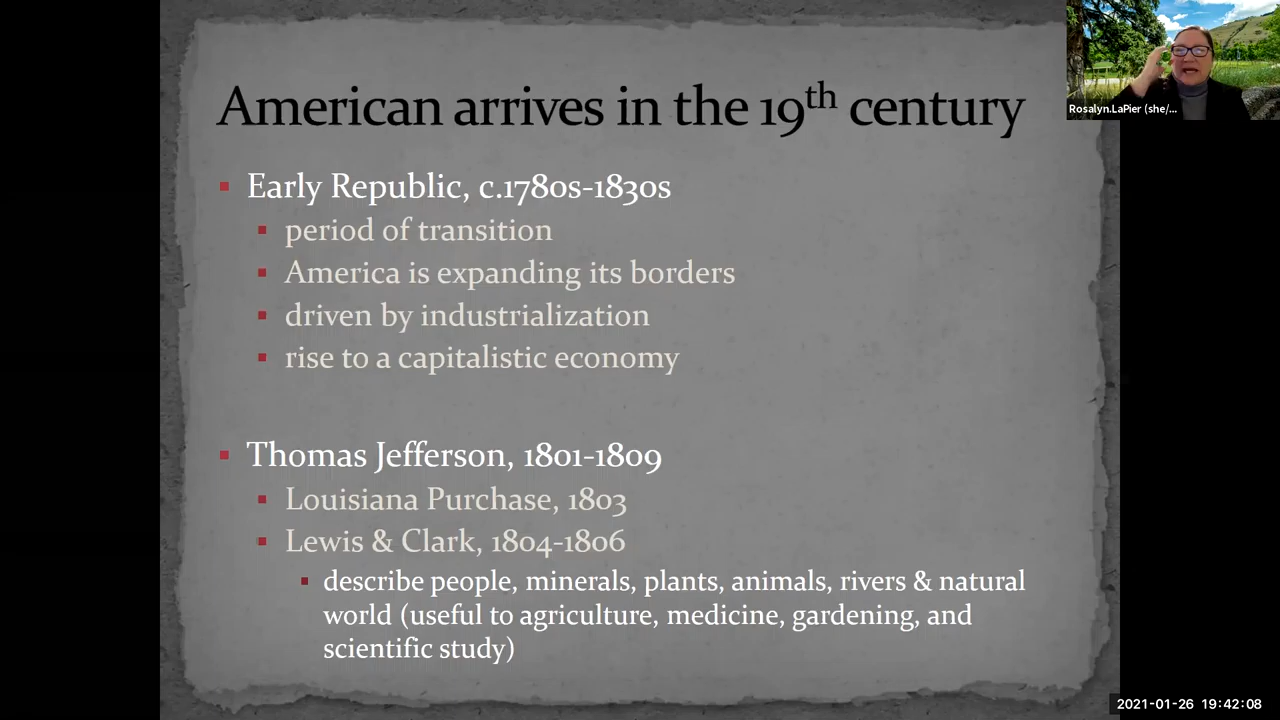 American arrives in the 19th century
Early Republic, c.1780s-1830s
period of transition
America is expanding its borders
driven by industrialization
rise to a capitalistic economy
Thomas Jefferson, 1801-1809
Louisiana Purchase, 1803
Lewis & Clark, 1804-1806
describe people, minerals, plants, animals, rivers & natural
world (useful to agriculture, medicine, gardening, and
scientific study)
Rosalyn.LaPier (she/...
2021-01-26 19:42:08